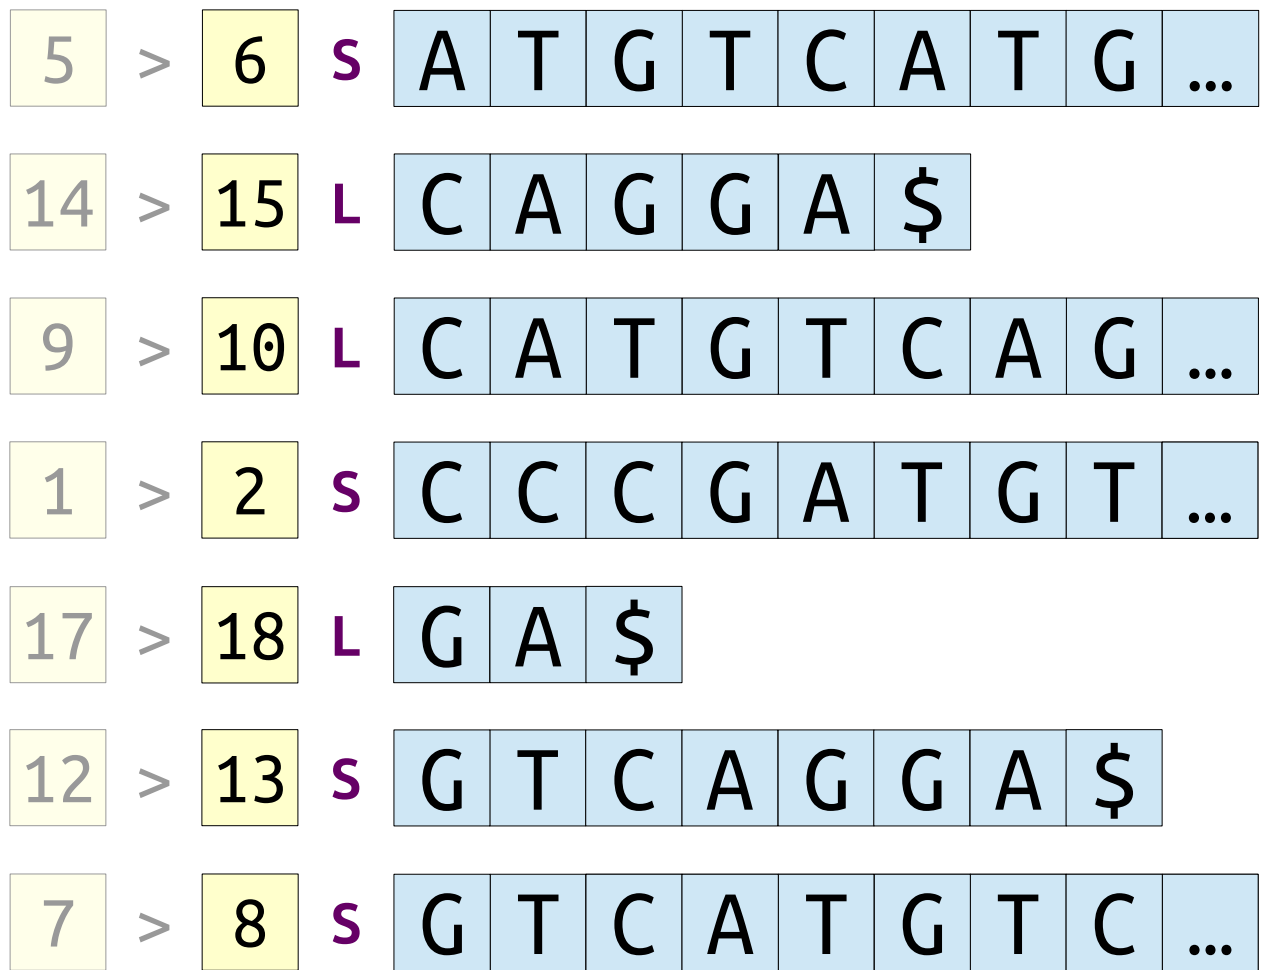 5 > 6 S A T G T C A T G ...
14 > 15 L C A G G A $
9 > 10 L C A T G T C A G ...
1 > 2 S C C C G A T G T ...
17 > 18 L G A $
12 > 13 S G T C A G G A $
7 > 8 S G T C A T G T C ...